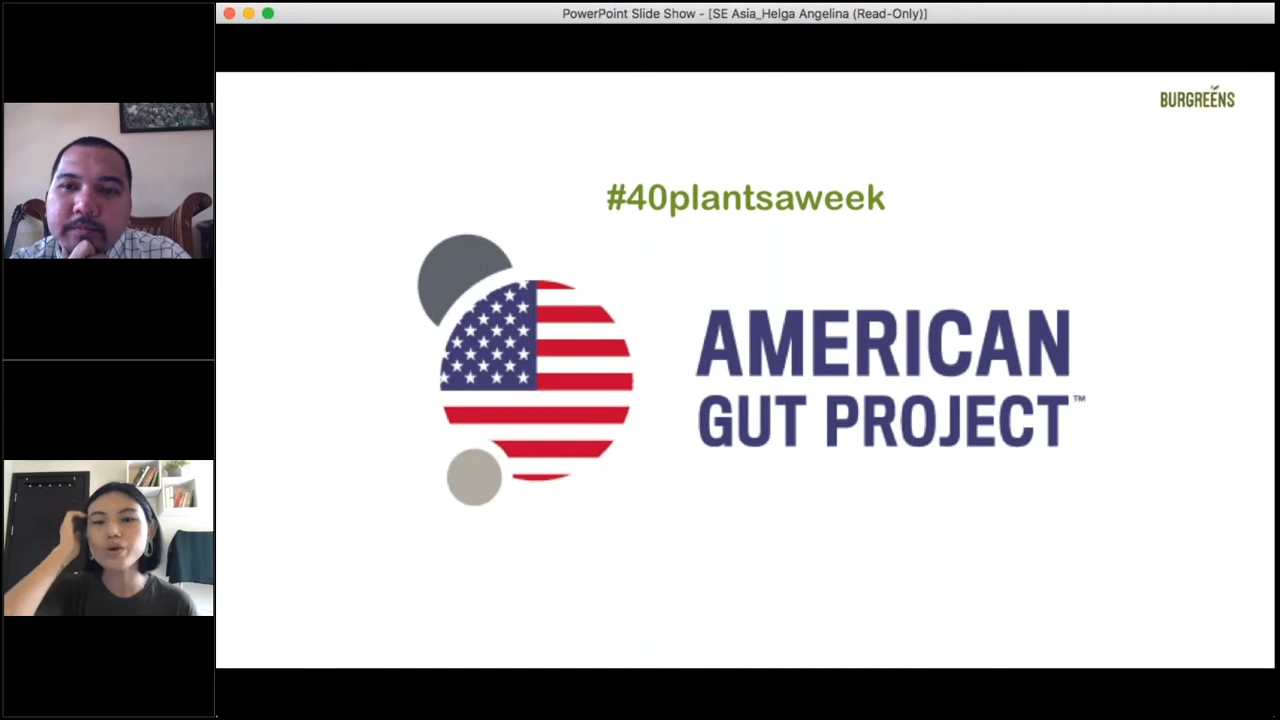 PowerPoint Slide Show - [SE Asia_Helga Angelina (Read-Only)]
BURGREENS
#40plantsaweek
AMERICAN
GUT PROJECT™